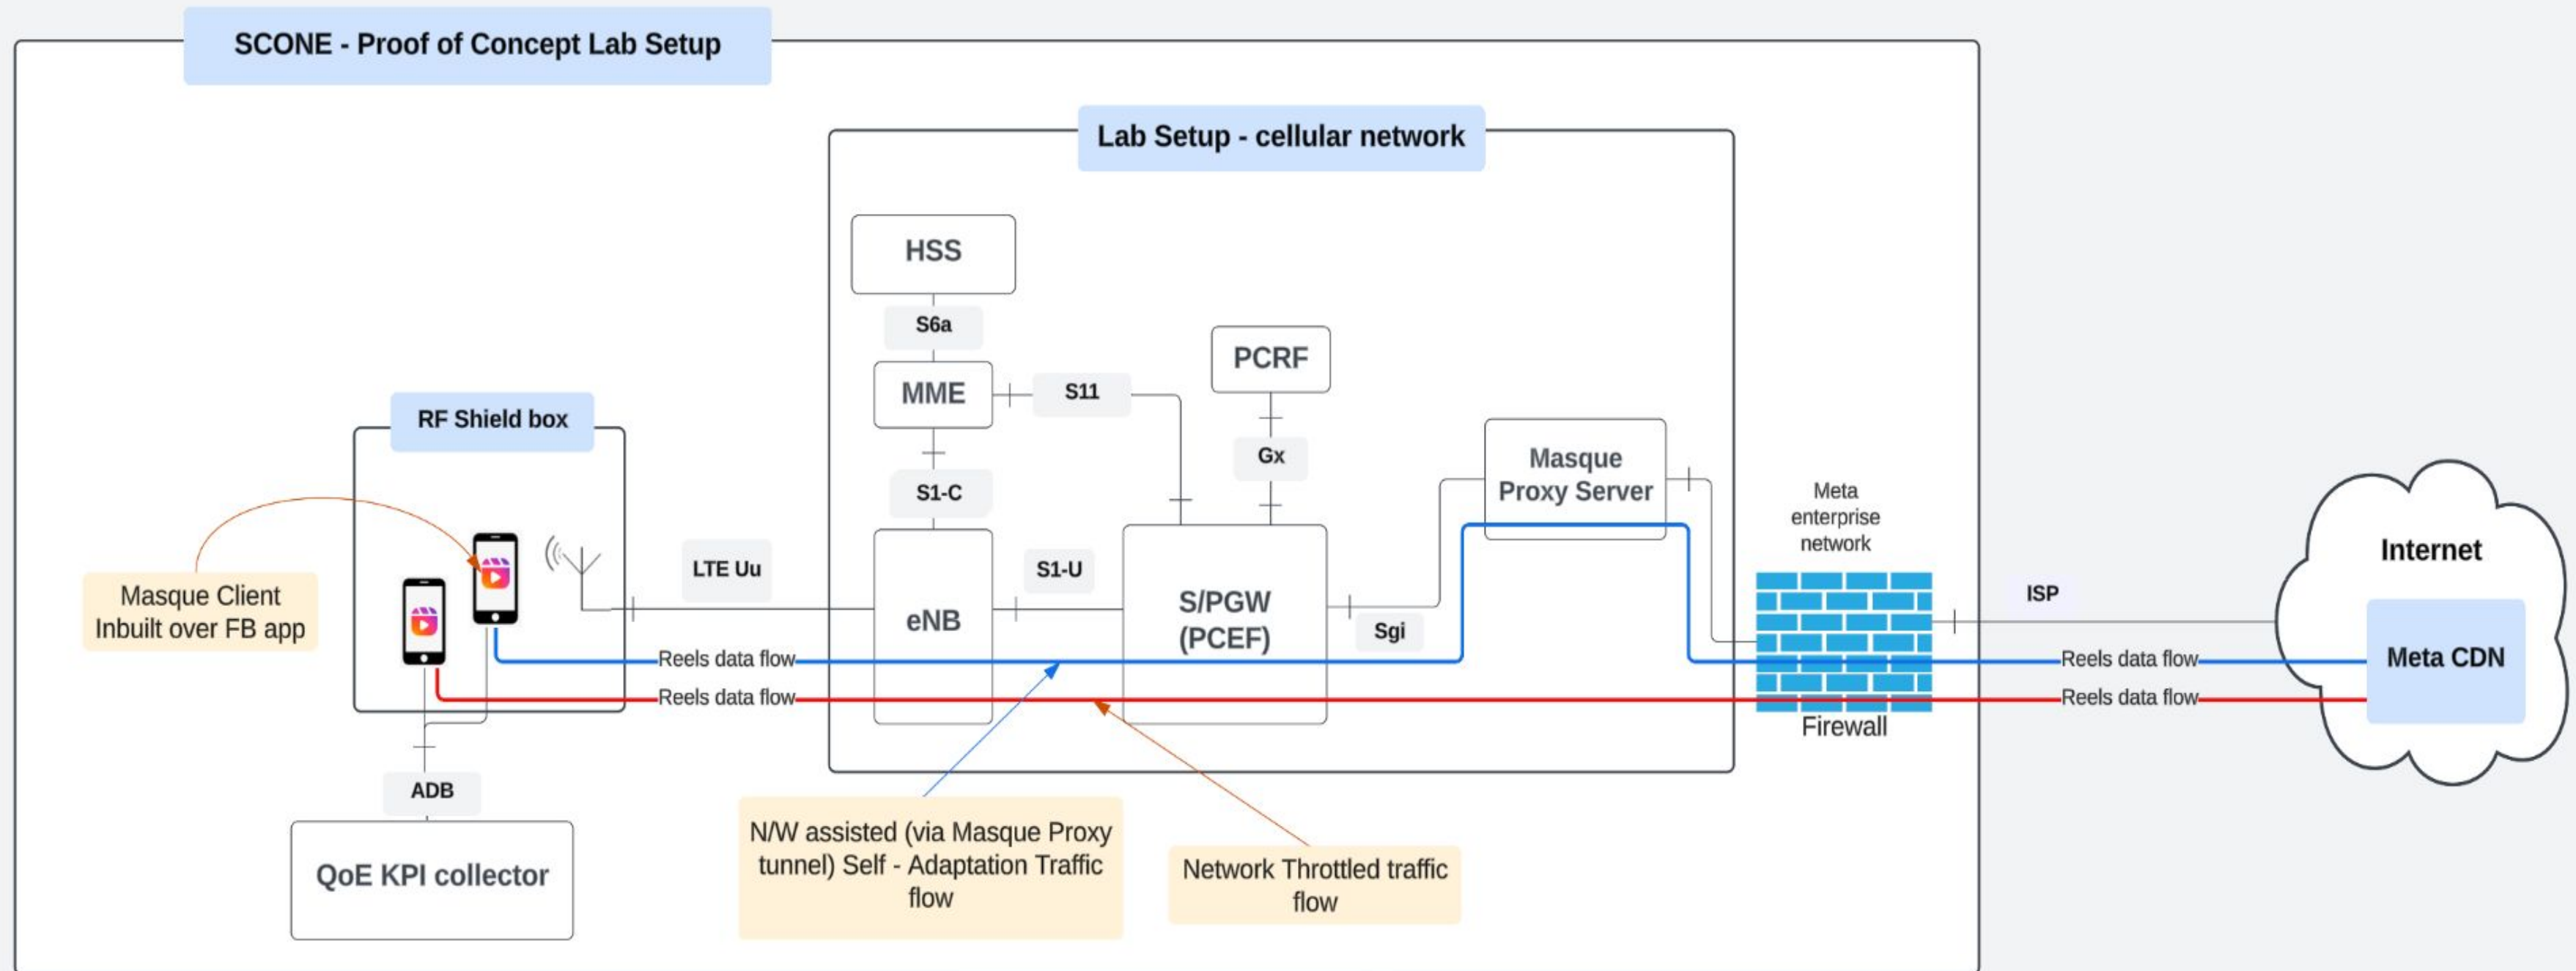 SCONE - Proof of Concept Lab Setup
Lab Setup - cellular network
HSS
S6a
MME
S11
PCRF
Gx
S1-C
RF Shield box
Masque
Proxy Server
Meta
enterprise
network
Internet
Masque Client
Inbuilt over FB app
LTE Uu
eNB
S1-U
S/PGW
(PCEF)
Sgi
ISP
Meta CDN
Reels data flow
Reels data flow
Reels data flow
Reels data flow
Firewall
ADB
QoE KPI collector
N/W assisted (via Masque Proxy
tunnel) Self - Adaptation Traffic
flow
Network Throttled traffic
flow